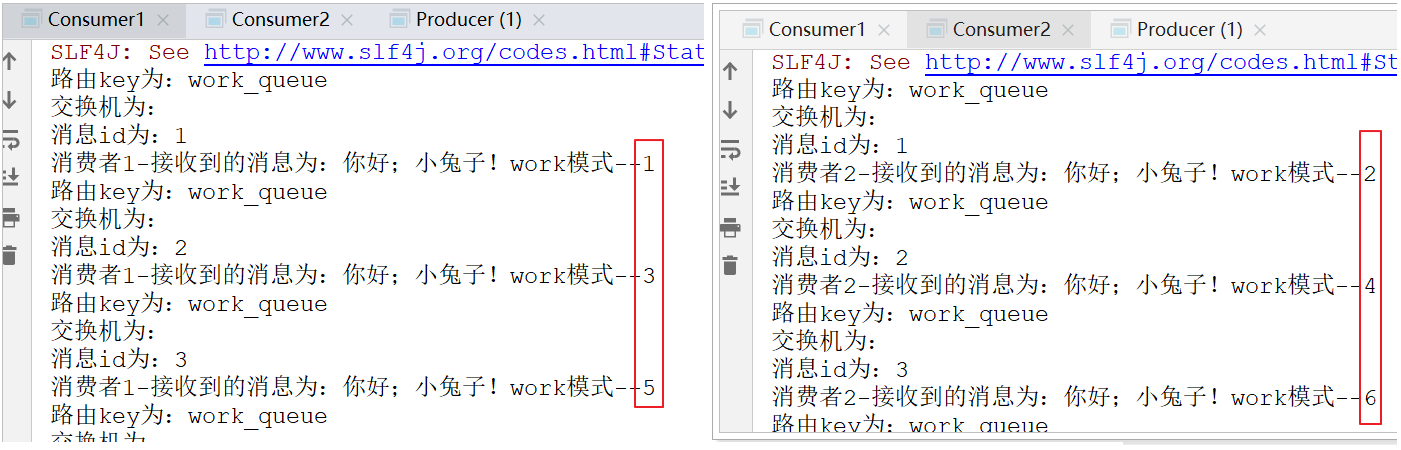 Consumer1 Consumer2 Producer (1)
SLF4J: See http://www.slf4j.org/codes.html#Stat
路由key为：work_queue
交换机为：
消息id为：1
消费者1-接收到的消息为：你好；小兔子！work模式--1
路由key为：work_queue
交换机为：
消息id为：2
消费者1-接收到的消息为：你好；小兔子！work模式--3
路由key为：work_queue
交换机为：
消息id为：3
消费者1-接收到的消息为：你好；小兔子！work模式--5
路由key为：work_queue
交换机为
Consumer1 Consumer2 Producer (1)
SLF4J: See http://www.slf4j.org/codes.html#St
路由key为：work_queue
交换机为：
消息id为：1
消费者2-接收到的消息为：你好；小兔子！work模式--2
路由key为：work_queue
交换机为：
消息id为：2
消费者2-接收到的消息为：你好；小兔子！work模式--4
路由key为：work_queue
交换机为：
消息id为：3
消费者2-接收到的消息为：你好；小兔子！work模式--6
路由key为：work_queue